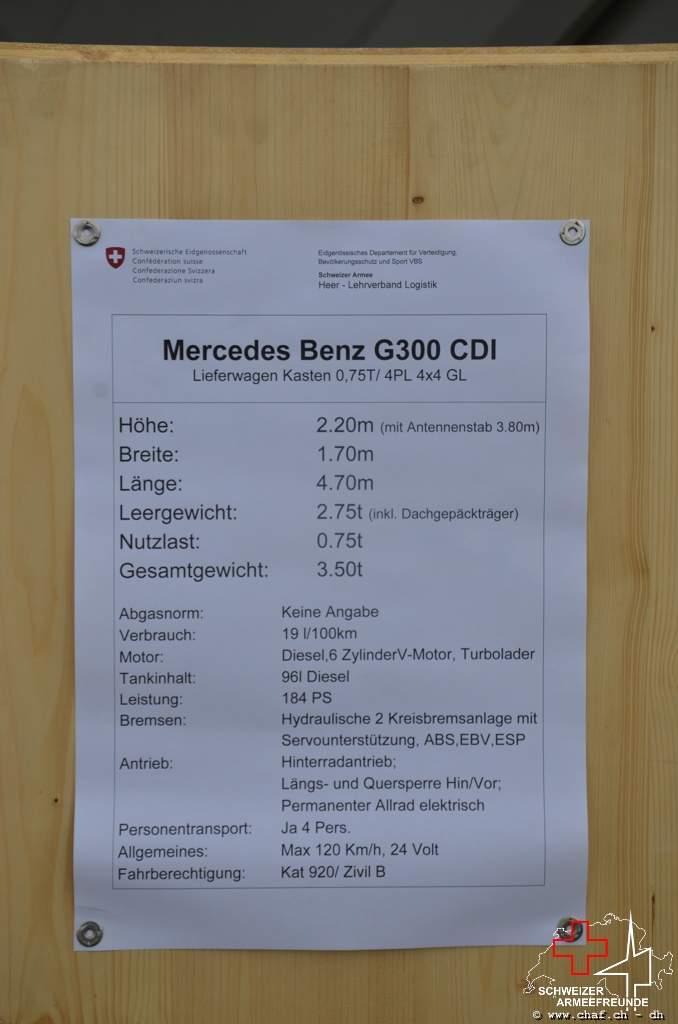 Schweizerische Eidgenossenschaft
Confédération suisse
Confederazione Svizzera
Confederaziun svizra
Eidgenössisches Departement für Verteidigung,
Bevölkerungsschutz und Sport VBS
Schweizer Armee
Heer - Lehrverband Logistik
Mercedes Benz G300 CDI
Lieferwagen Kasten 0,75T/ 4PL 4x4 GL
Höhe: 2.20m (mit Antennenstab 3.80m)
Breite: 1.70m
Länge: 4.70m
Leergewicht: 2.75t (inkl. Dachgepäckträger)
Nutzlast: 0.75t
Gesamtgewicht: 3.50t
Abgasnorm: Keine Angabe
Verbrauch: 19 l/100km
Motor: Diesel,6 ZylinderV-Motor, Turbolader
Tankinhalt: 96l Diesel
Leistung: 184 PS
Bremsen: Hydraulische 2 Kreisbremsanlage mit
Servounterstützung, ABS,EBV,ESP
Antrieb: Hinterradantrieb;
Längs- und Quersperre Hin/Vor;
Permanenter Allrad elektrisch
Personentransport: Ja 4 Pers.
Allgemeines: Max 120 Km/h, 24 Volt
Fahrberechtigung: Kat 920/ Zivil B
SCHWEIZER
ARMEEFREUNDE
© www.chaf.ch - dh